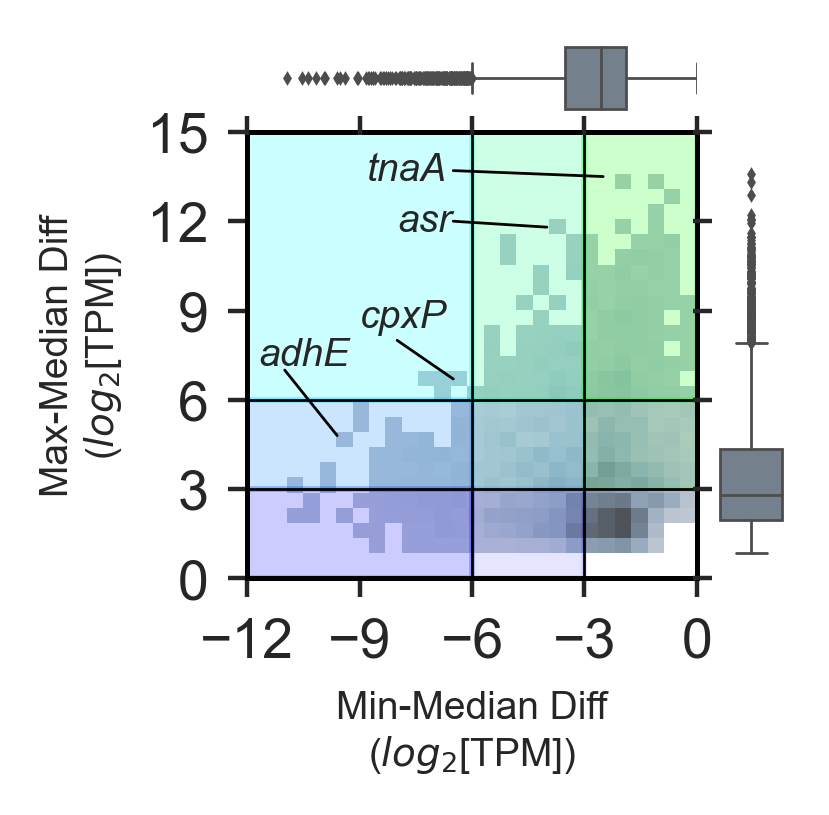 15
12
9
6
3
0
tnaA
asr
cpxP
adhE
Max-Median Diff
(log₂[TPM])
−12 −9 −6 −3 0
Min-Median Diff
(log₂[TPM])